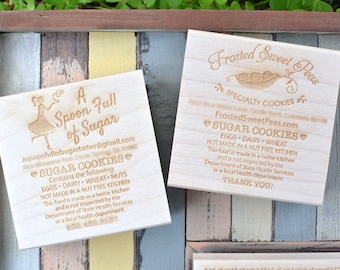 A
Spoon Full
of Sugar
aspoonfullofsugarbaker@gmail.com
SUGAR COOKIES
Contains the following:
EGGS • DAIRY • WHEAT • NUTS
NOT MADE IN A NUT FREE KITCHEN
This food is made in a home kitchen
and is not inspected by the
Department of State Health Services
or a local health department.
Frosted Sweet Peas
SPECIALTY COOKIES
FrostedSweetPeas.com
SUGAR COOKIES
EGGS • DAIRY • WHEAT
NOT MADE IN A NUT FREE KITCHEN
This food is made in a home kitchen
and is not inspected by the
Department of State Health Services
or a local health department.
THANK YOU!